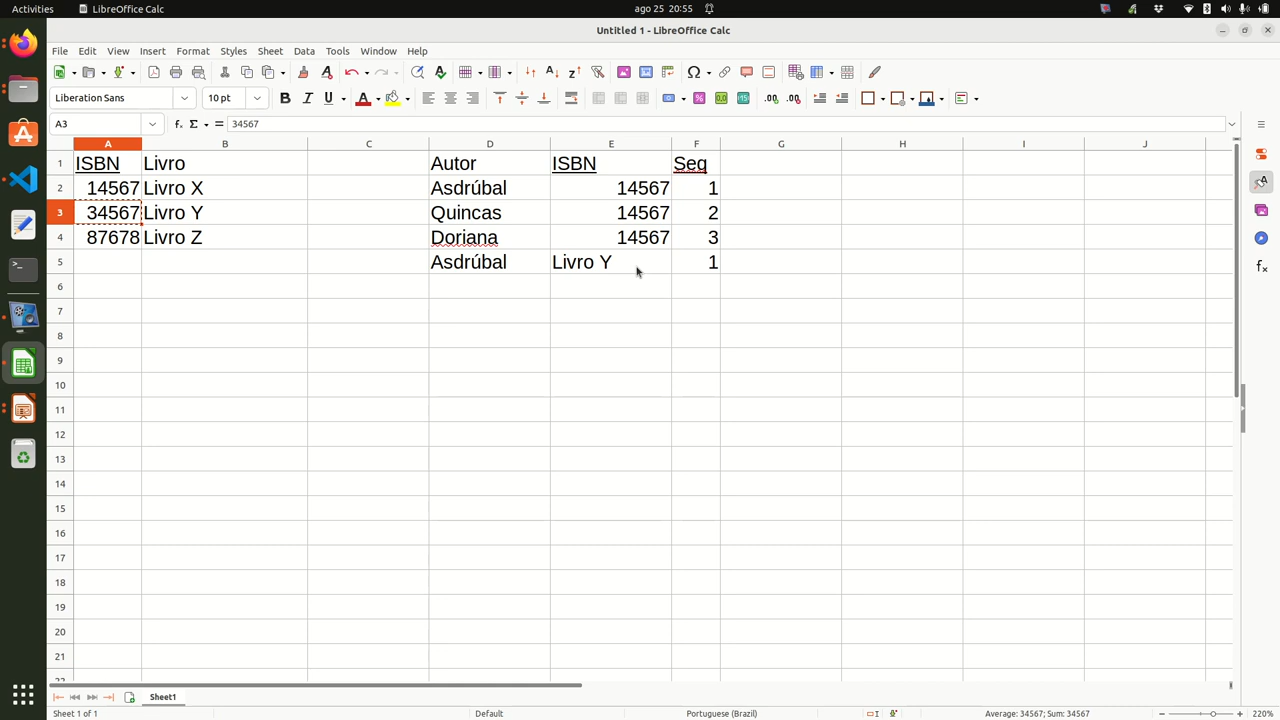 Activities LibreOffice Calc ago 25 20:55
Untitled 1 - LibreOffice Calc
File Edit View Insert Format Styles Sheet Data Tools Window Help
Liberation Sans 10 pt
A3 34567
A B C D E F G H I J
1 ISBN Livro Autor ISBN Seq
2 14567 Livro X Asdrúbal 14567 1
3 34567 Livro Y Quincas 14567 2
4 87678 Livro Z Doriana 14567 3
5 Asdrúbal Livro Y 1
6
7
8
9
10
11
12
13
14
15
16
17
18
19
20
21
22
Sheet1
Sheet 1 of 1 Default Portuguese (Brazil) Average: 34567; Sum: 34567 220%